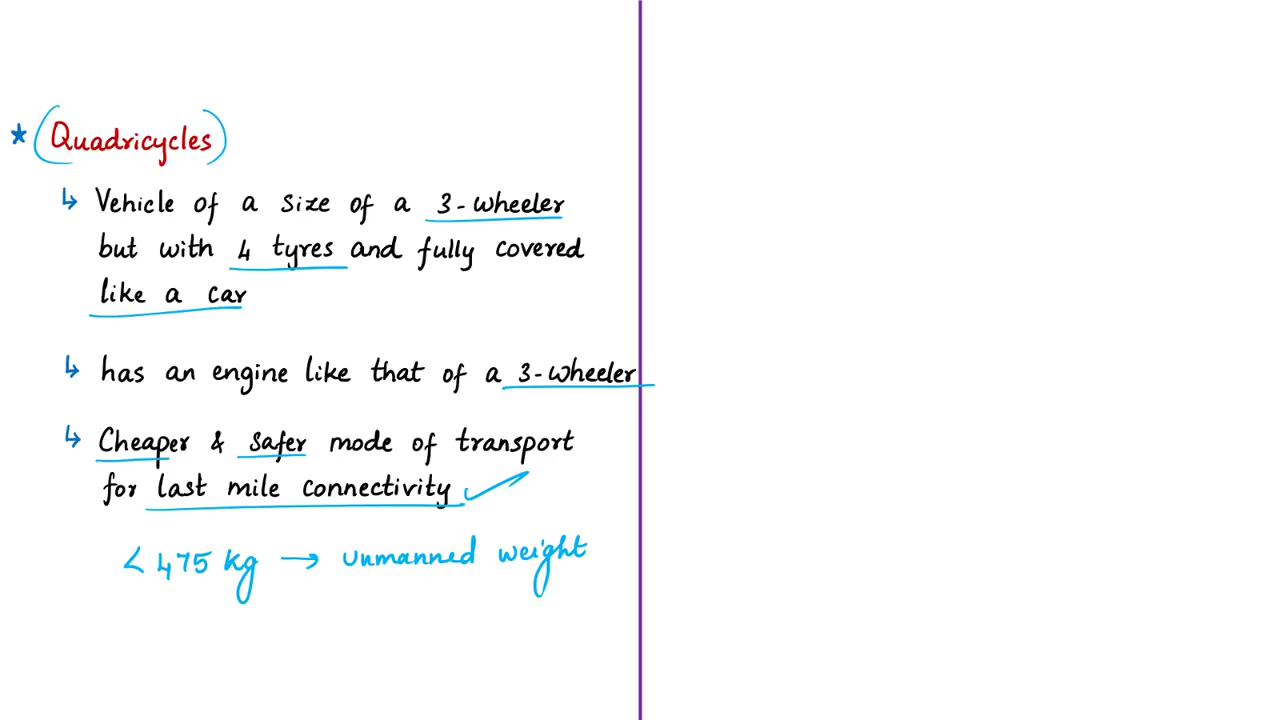 ★ (Quadricycles)
↳ Vehicle of a size of a 3-wheeler
but with 4 tyres and fully covered
like a car
↳ has an engine like that of a 3-wheeler
↳ Cheaper & safer mode of transport
for last mile connectivity ✓
< 475 kg → unmanned weight